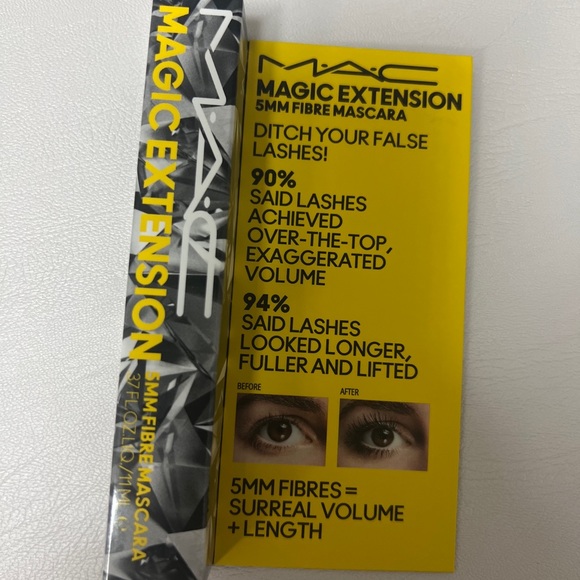 M·A·C
MAGIC EXTENSION
5MM FIBRE MASCARA
.37 FL.OZ.LIQ./11 ML ℮
M·A·C
MAGIC EXTENSION
5MM FIBRE MASCARA
DITCH YOUR FALSE
LASHES!
90%
SAID LASHES
ACHIEVED
OVER-THE-TOP,
EXAGGERATED
VOLUME
94%
SAID LASHES
LOOKED LONGER,
FULLER AND LIFTED
BEFORE
AFTER
5MM FIBRES =
SURREAL VOLUME
+ LENGTH